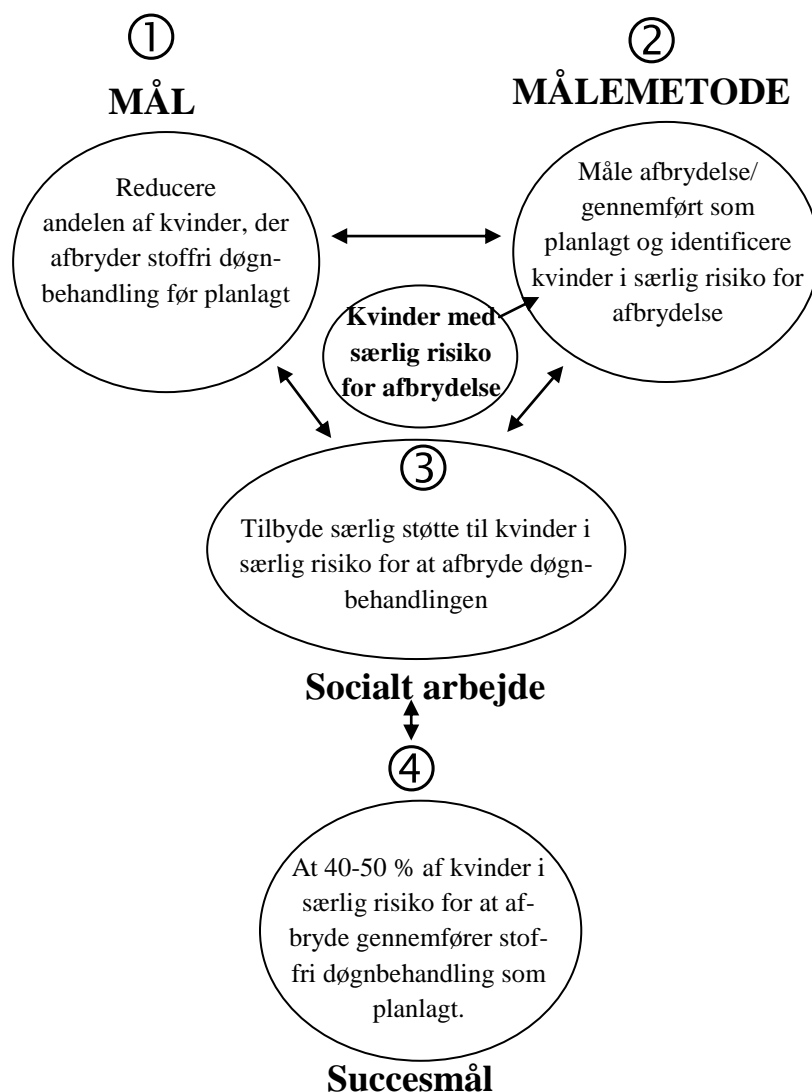 ①
MÅL
Reducere
andelen af kvinder, der
afbryder stoffri døgn-
behandling før planlagt
②
MÅLEMETODE
Måle afbrydelse/
gennemført som
planlagt og identificere
kvinder i særlig risiko for
afbrydelse
Kvinder med
særlig risiko
for afbrydelse
③
Tilbyde særlig støtte til kvinder i
særlig risiko for at afbryde døgn-
behandlingen
Socialt arbejde
④
At 40-50 % af kvinder i
særlig risiko for at af-
bryde gennemfører stof-
fri døgnbehandling som
planlagt.
Succesmål